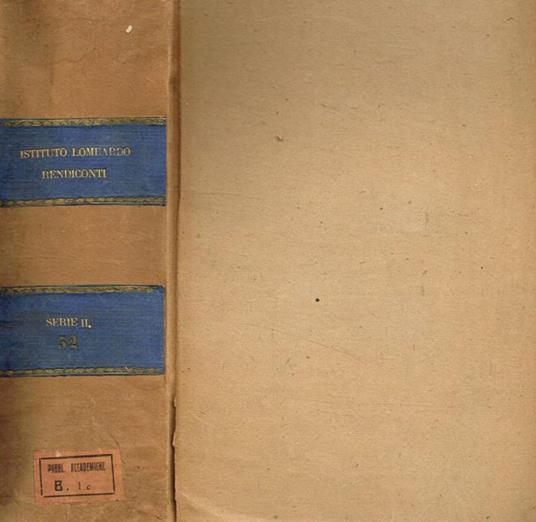 ISTITUTO LOMBARDO
RENDICONTI
SERIE II.
52
PUBBL. ACCADEMICHE
B. 1c